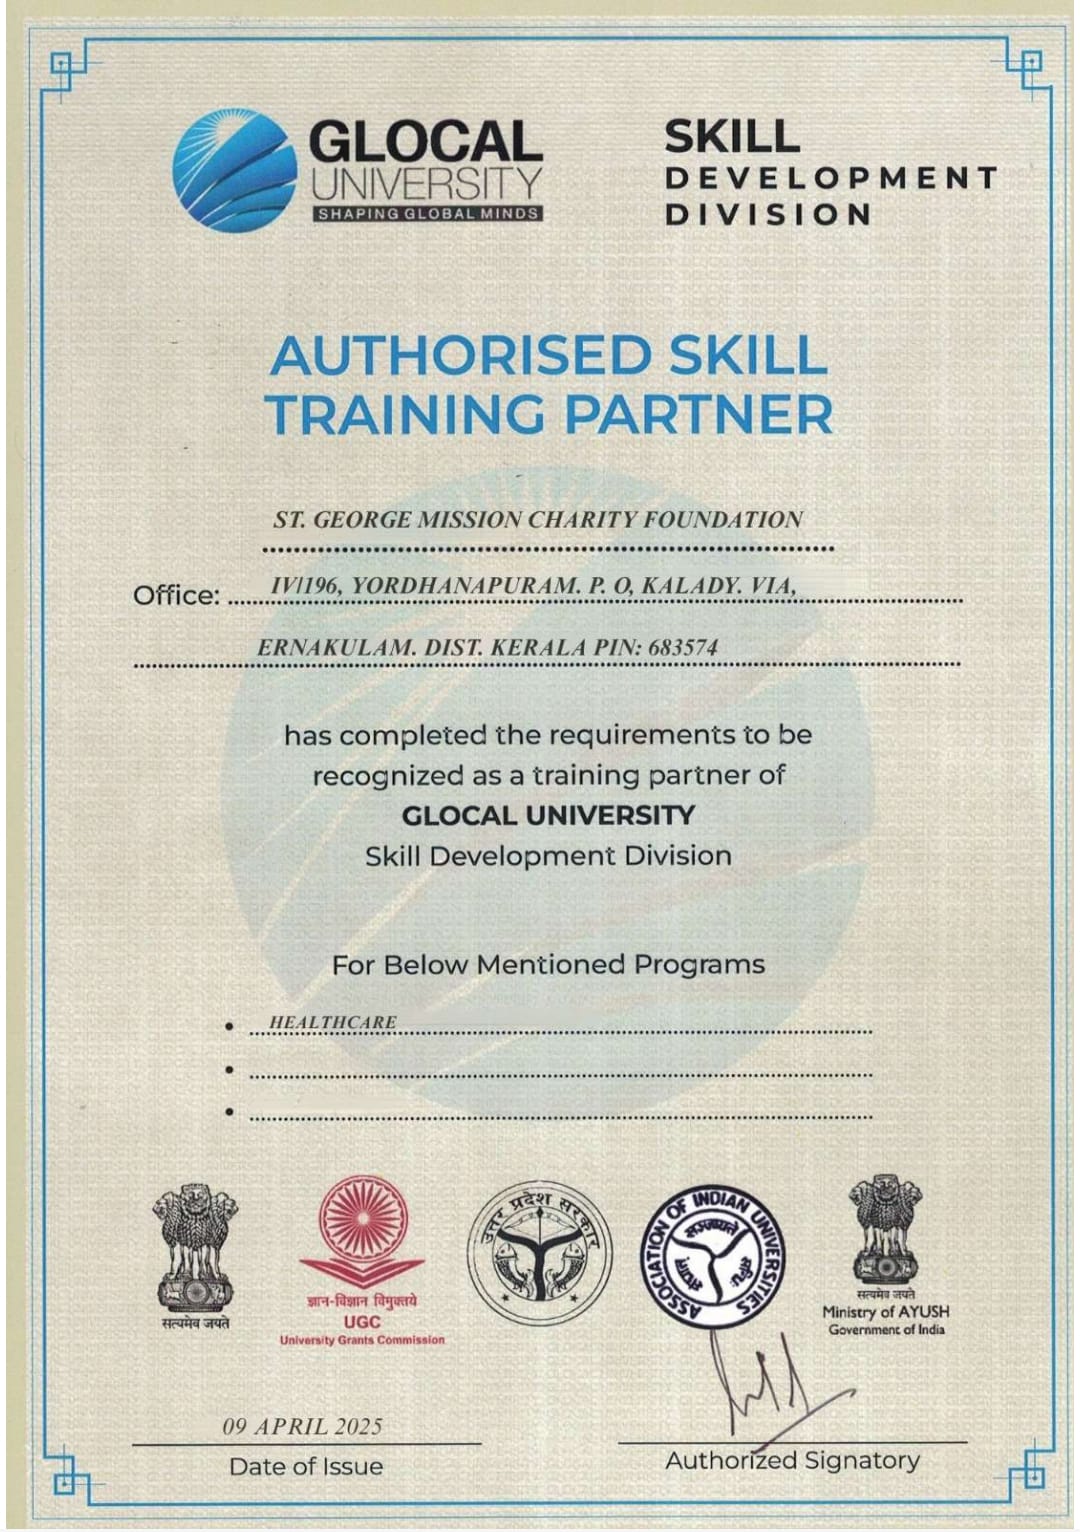 GLOCAL
UNIVERSITY
SHAPING GLOBAL MINDS
SKILL
DEVELOPMENT
DIVISION
AUTHORISED SKILL
TRAINING PARTNER
ST. GEORGE MISSION CHARITY FOUNDATION
Office: IV|196, YORDHANAPURAM. P. O, KALADY. VIA,
ERNAKULAM. DIST. KERALA PIN: 683574
has completed the requirements to be
recognized as a training partner of
GLOCAL UNIVERSITY
Skill Development Division
For Below Mentioned Programs
• HEALTHCARE
•
•
सत्यमेव जयते
ज्ञान-विज्ञान विमुक्तये
UGC
University Grants Commission
उत्तर प्रदेश सरकार
ASSOCIATION OF INDIAN UNIVERSITIES
सत्यमेव जयते
Ministry of AYUSH
Government of India
09 APRIL 2025
Date of Issue
Authorized Signatory